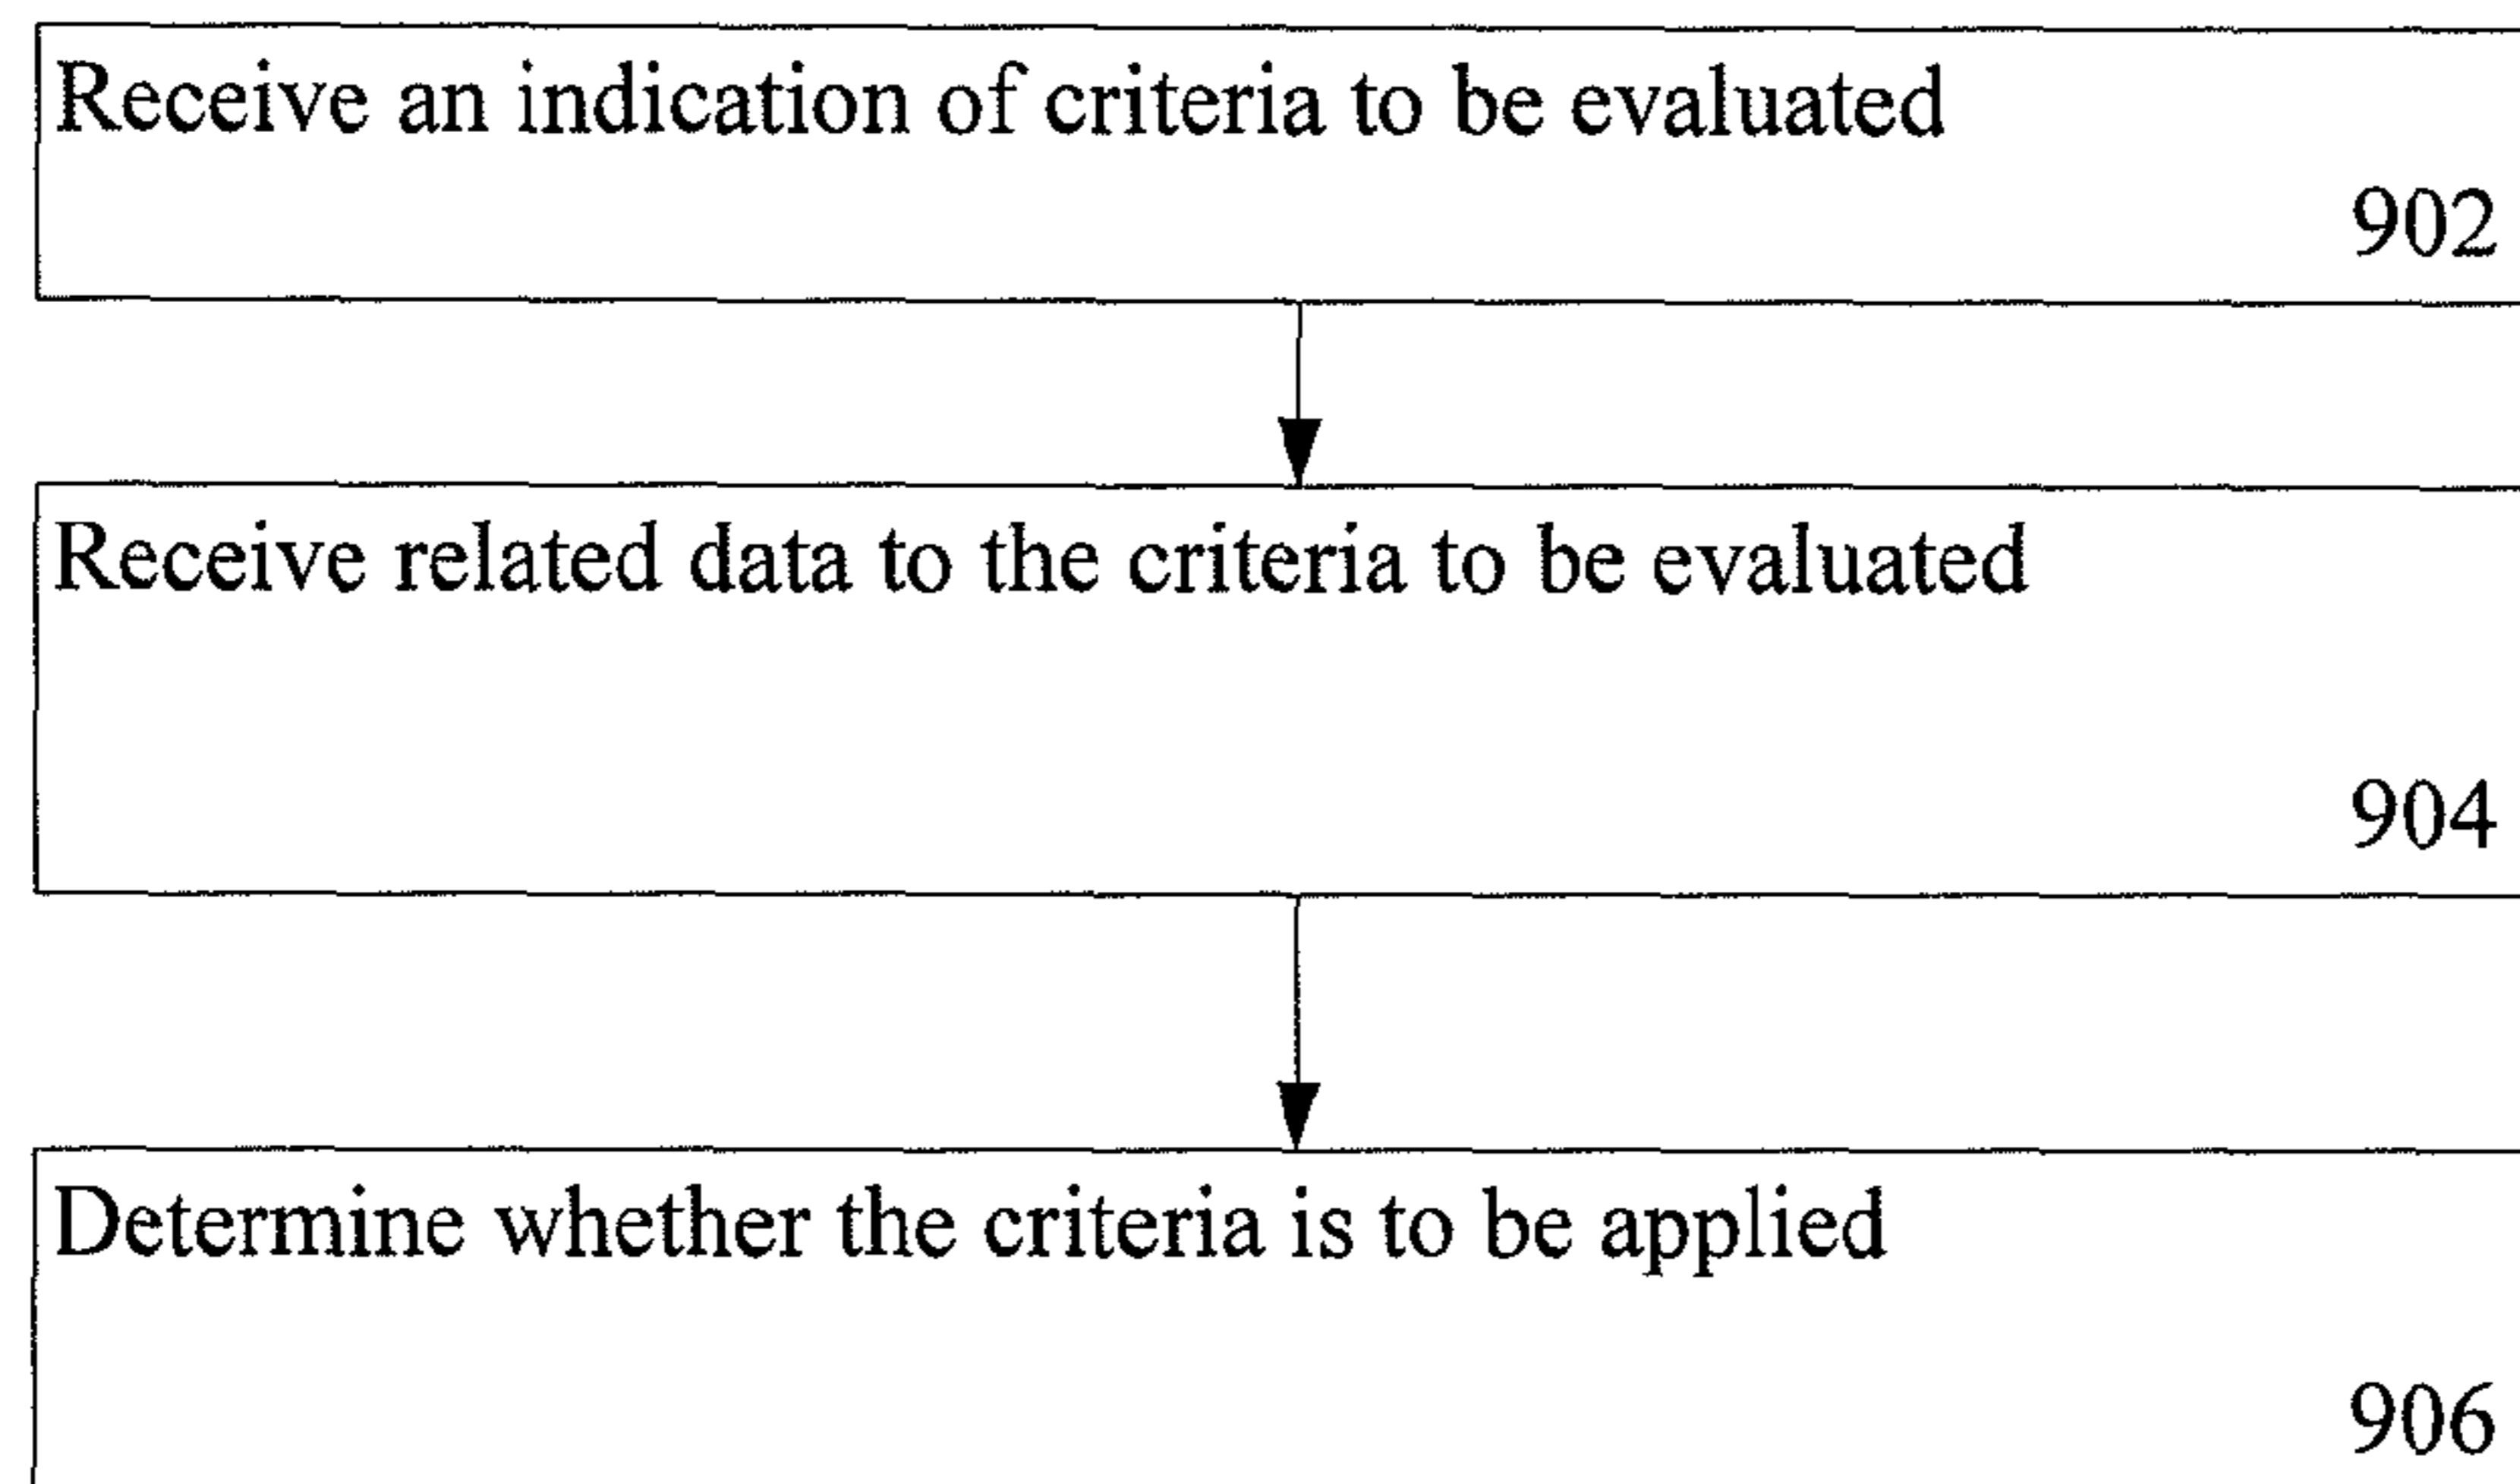 Receive an indication of criteria to be evaluated
902
Receive related data to the criteria to be evaluated
904
Determine whether the criteria is to be applied
906